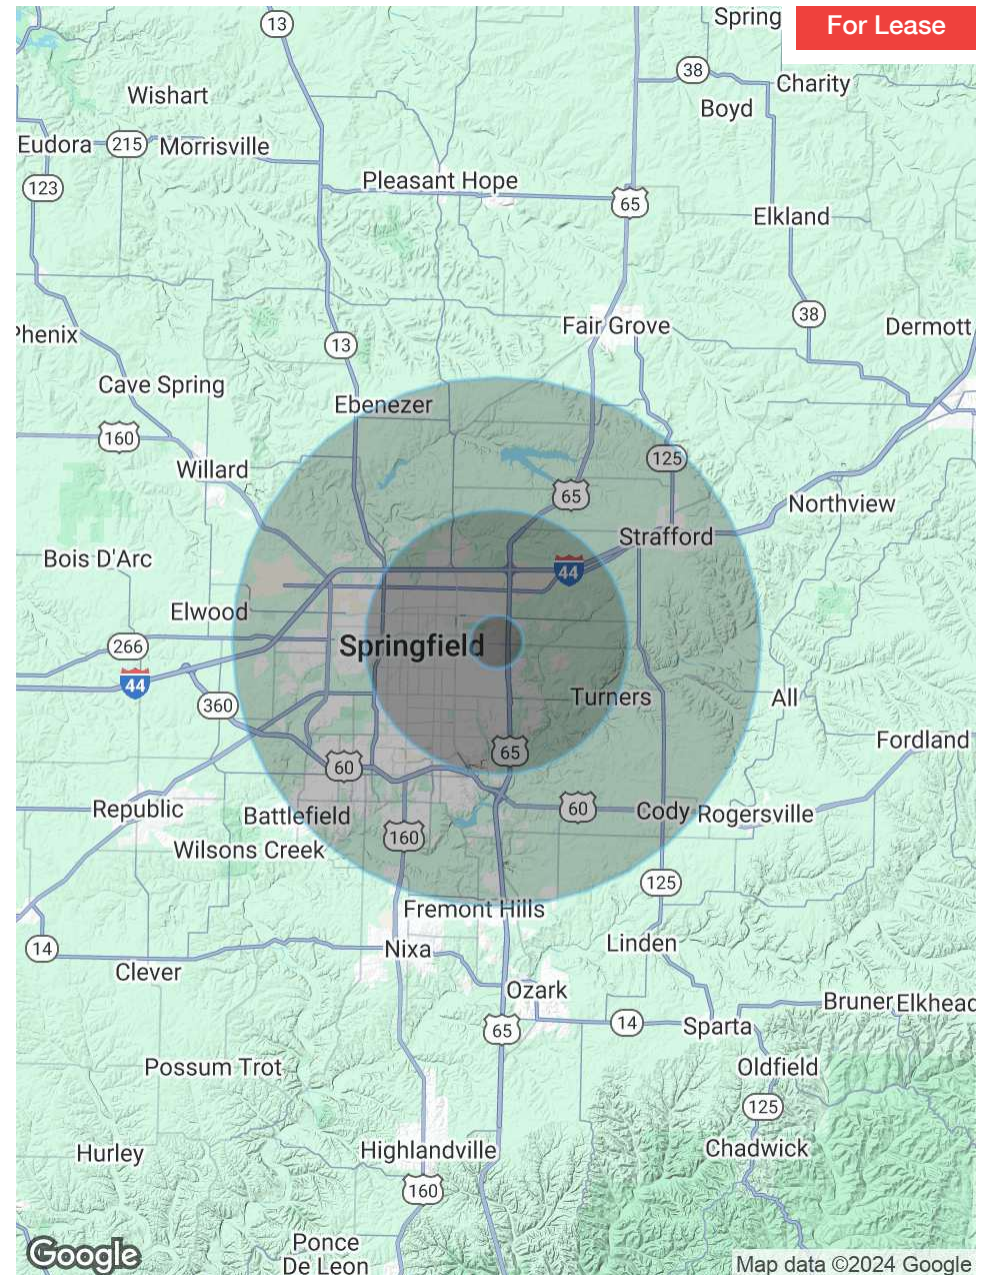 Spring
For Lease
13
38
Charity
Wishart
Boyd
Eudora
215
Morrisville
123
Pleasant Hope
65
Elkland
38
Fair Grove
Dermott
Phenix
13
Cave Spring
Ebenezer
160
125
Willard
65
Northview
Strafford
Bois D'Arc
44
Elwood
266
Springfield
44
Turners
All
360
Fordland
65
60
Republic
Battlefield
60
Cody
Rogersville
160
Wilsons Creek
125
Fremont Hills
14
Nixa
Linden
Clever
Ozark
Bruner
Elkhead
65
14
Sparta
Possum Trot
Oldfield
125
Hurley
Highlandville
Chadwick
160
Ponce
De Leon
Google
Map data ©2024 Google